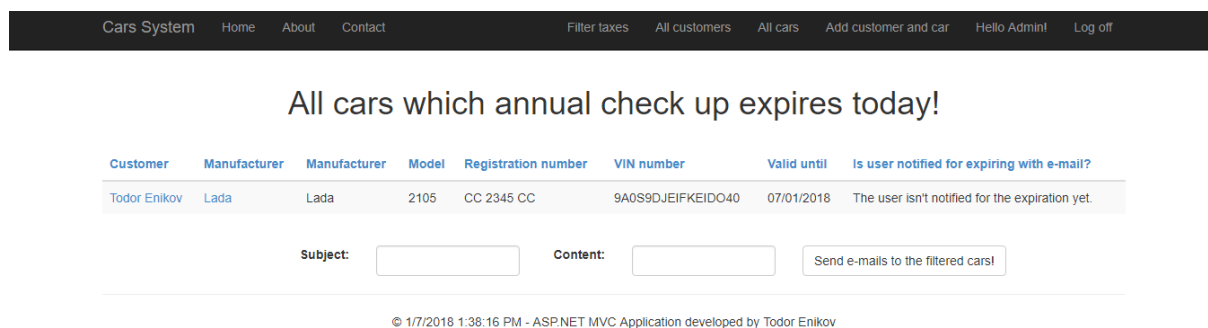 Cars System Home About Contact Filter taxes All customers All cars Add customer and car Hello Admin! Log off
All cars which annual check up expires today!
Customer Manufacturer Manufacturer Model Registration number VIN number Valid until Is user notified for expiring with e-mail?
Todor Enikov Lada Lada 2105 CC 2345 CC 9A0S9DJEIFKEIDO40 07/01/2018 The user isn't notified for the expiration yet.
Subject: Content: Send e-mails to the filtered cars!
© 1/7/2018 1:38:16 PM - ASP.NET MVC Application developed by Todor Enikov